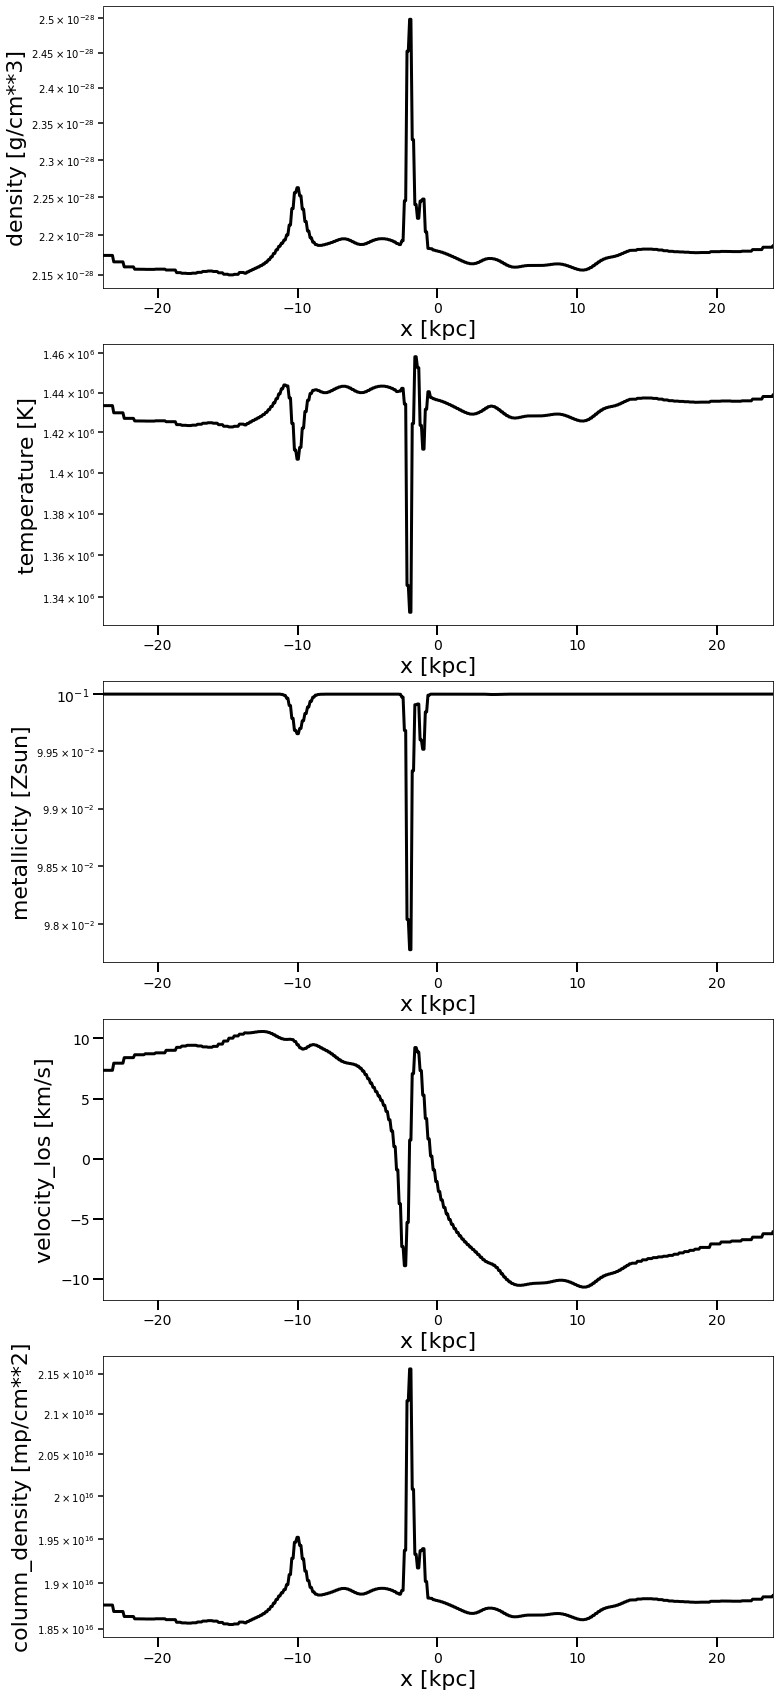 density [g/cm**3]
2.5 × 10⁻²⁸
2.45 × 10⁻²⁸
2.4 × 10⁻²⁸
2.35 × 10⁻²⁸
2.3 × 10⁻²⁸
2.25 × 10⁻²⁸
2.2 × 10⁻²⁸
2.15 × 10⁻²⁸
−20 −10 0 10 20
x [kpc]
temperature [K]
1.46 × 10⁶
1.44 × 10⁶
1.42 × 10⁶
1.4 × 10⁶
1.38 × 10⁶
1.36 × 10⁶
1.34 × 10⁶
−20 −10 0 10 20
x [kpc]
metallicity [Zsun]
10⁻¹
9.95 × 10⁻²
9.9 × 10⁻²
9.85 × 10⁻²
9.8 × 10⁻²
−20 −10 0 10 20
x [kpc]
velocity_los [km/s]
10
5
0
−5
−10
−20 −10 0 10 20
x [kpc]
column_density [mp/cm**2]
2.15 × 10¹⁶
2.1 × 10¹⁶
2.05 × 10¹⁶
2 × 10¹⁶
1.95 × 10¹⁶
1.9 × 10¹⁶
1.85 × 10¹⁶
−20 −10 0 10 20
x [kpc]